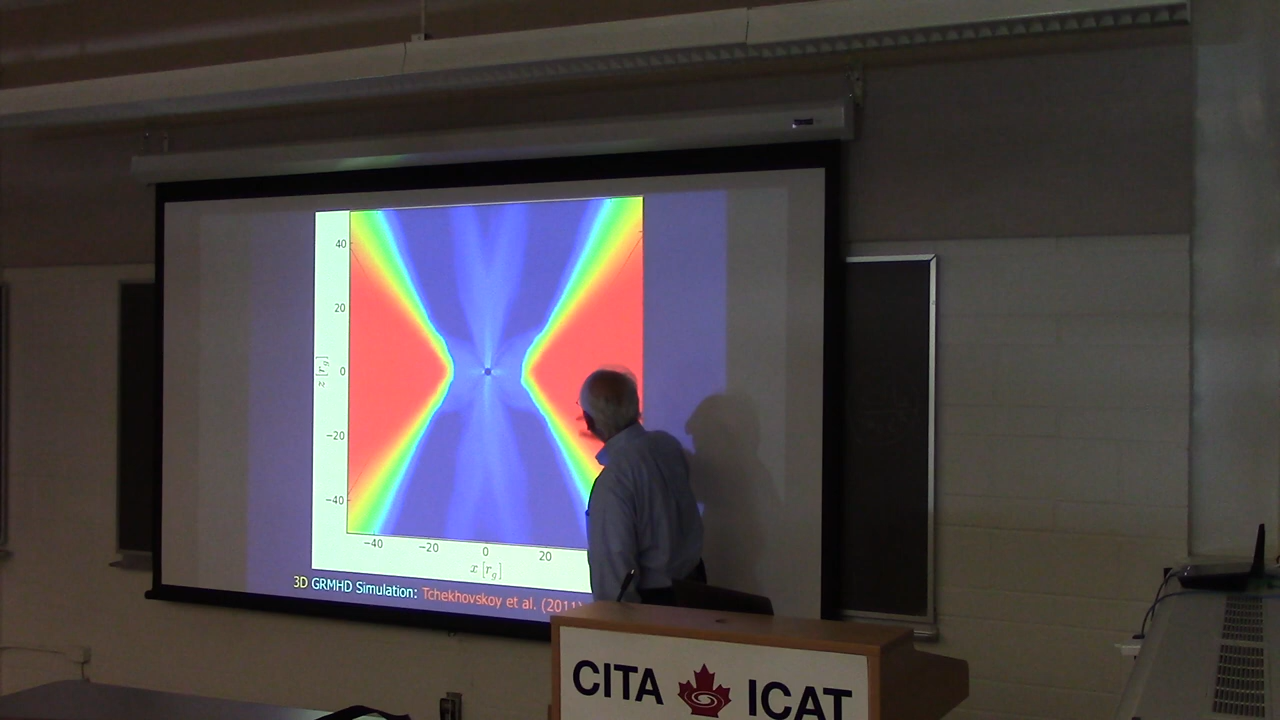 40
20
0
−20
−40
z [r_g]
−40 −20 0 20
x [r_g]
3D GRMHD Simulation: Tchekhovskoy et al. (2011)
CITA ICAT